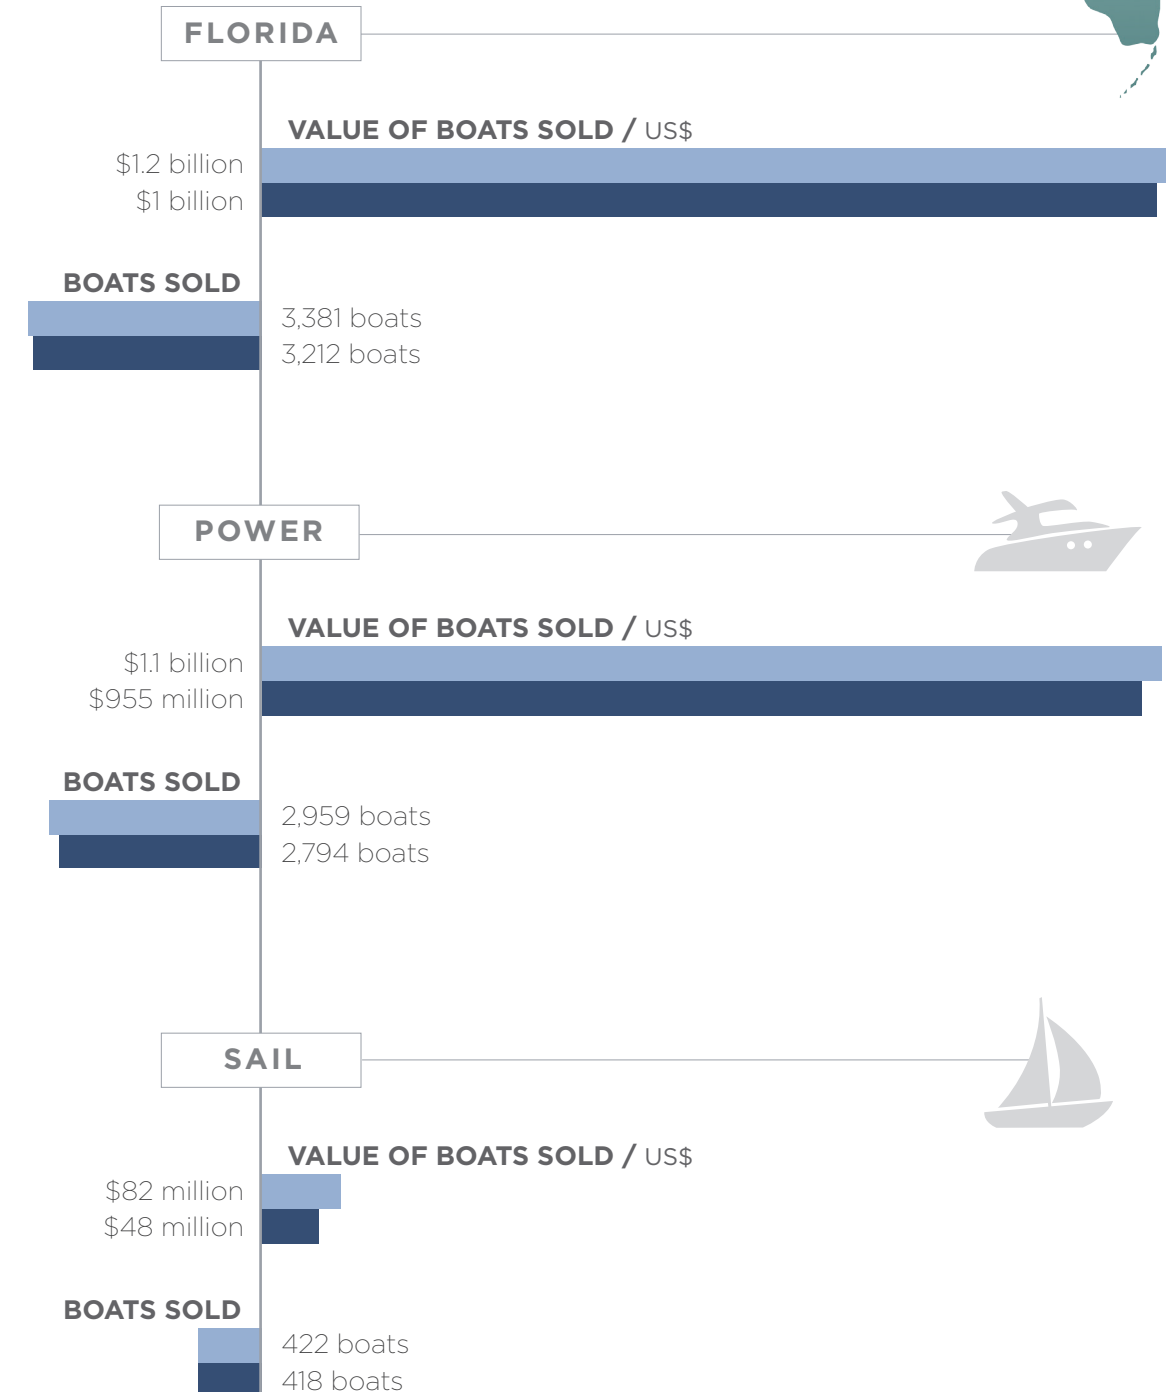 FLORIDA
VALUE OF BOATS SOLD / US$
$1.2 billion
$1 billion
BOATS SOLD
3,381 boats
3,212 boats
POWER
VALUE OF BOATS SOLD / US$
$1.1 billion
$955 million
BOATS SOLD
2,959 boats
2,794 boats
SAIL
VALUE OF BOATS SOLD / US$
$82 million
$48 million
BOATS SOLD
422 boats
418 boats